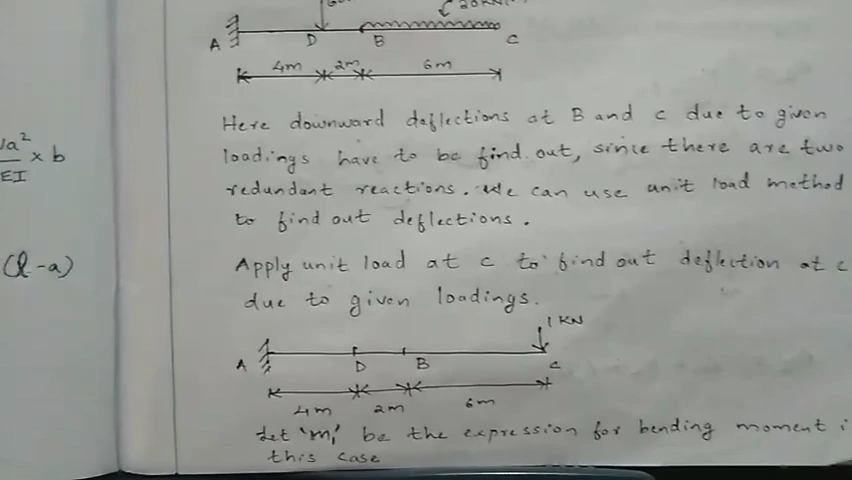 20KN
A D B C
4m 2m 6m
Here downward deflections at B and c due to given
loadings have to be find out, since there are two
redundant reactions. We can use unit load method
to find out deflections.
Apply unit load at c to find out deflection at c
due to given loadings.
1 KN
A D B C
4m 2m 6m
Let 'm,' be the expression for bending moment i
this case
a² × b
EI
(l-a)